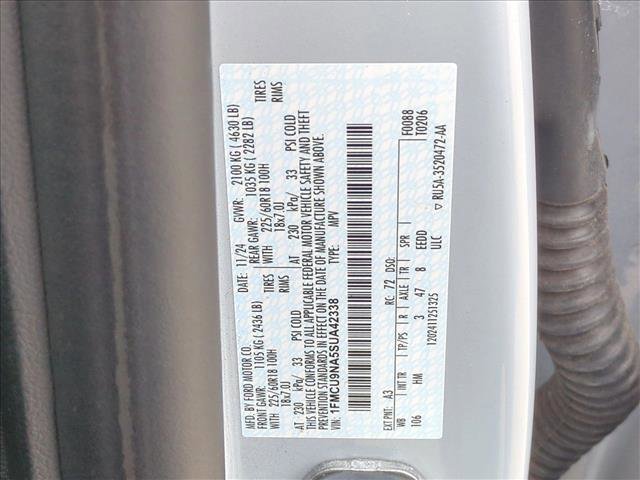 MFD. BY FORD MOTOR CO. DATE: 11/24 GVWR: 2100 KG ( 4630 LB)
FRONT GAWR: 1105 KG ( 2436 LB) REAR GAWR: 1035 KG ( 2282 LB)
WITH 225/60R18 100H TIRES WITH 225/60R18 100H TIRES
18x7.0J RIMS 18x7.0J RIMS
AT 230 kPa/ 33 PSI COLD AT 230 kPa/ 33 PSI COLD
THIS VEHICLE CONFORMS TO ALL APPLICABLE FEDERAL MOTOR VEHICLE SAFETY AND THEFT
PREVENTION STANDARDS IN EFFECT ON THE DATE OF MANUFACTURE SHOWN ABOVE.
VIN: 1FMCU9NA5SUA42338 TYPE: MPV
F0088
T0206
EXT PNT: A3 RC: 72 DSO:
WB INT TR TP/PS R AXLE TR SPR
106 HM 3 47 8 FEDD ▽ RU5A-3520472-AA
12024112513​25 ULC